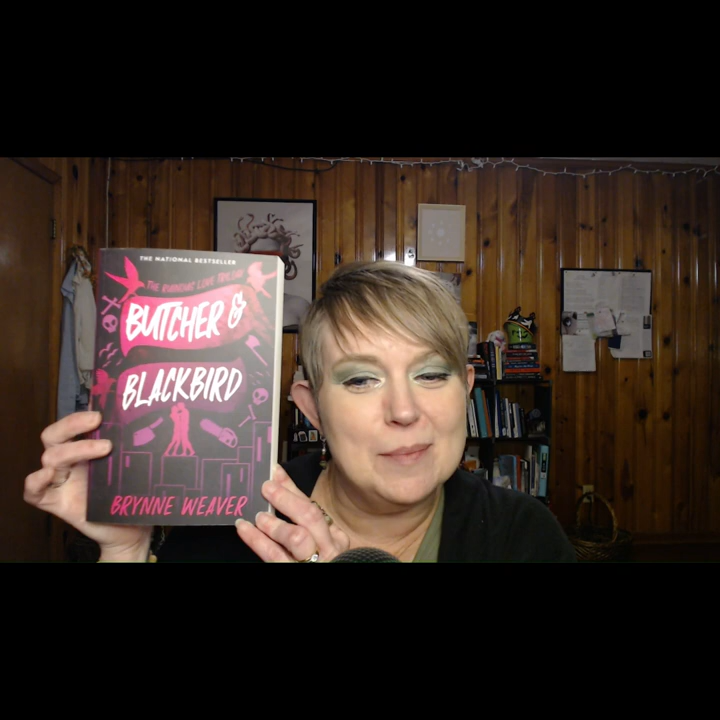 THE NATIONAL BESTSELLER
THE RUINOUS LOVE TRILOGY
BUTCHER &
BLACKBIRD
BRYNNE WEAVER